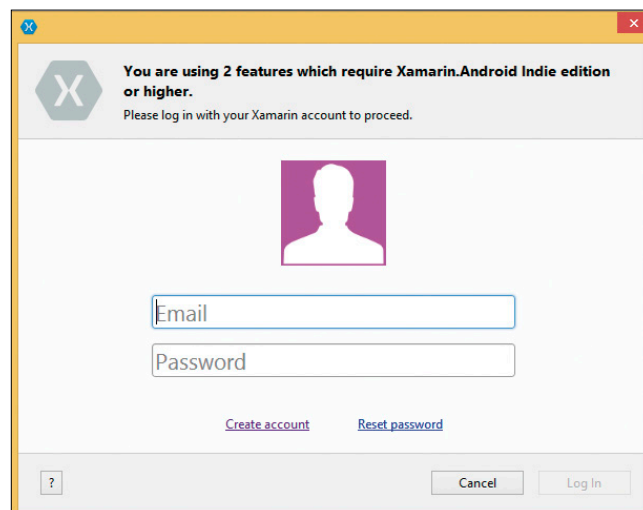 You are using 2 features which require Xamarin.Android Indie edition
or higher.
Please log in with your Xamarin account to proceed.
Email
Password
Create account Reset password
? Cancel Log In